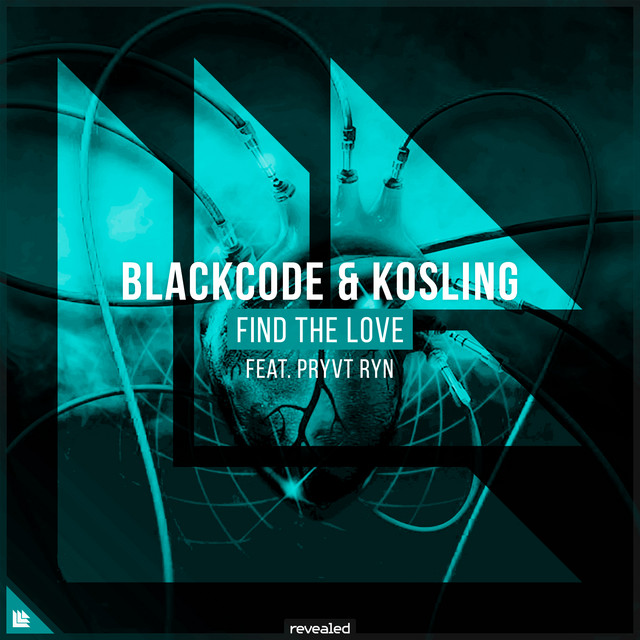 BLACKCODE & KOSLING
FIND THE LOVE
FEAT. PRYVT RYN
revealed